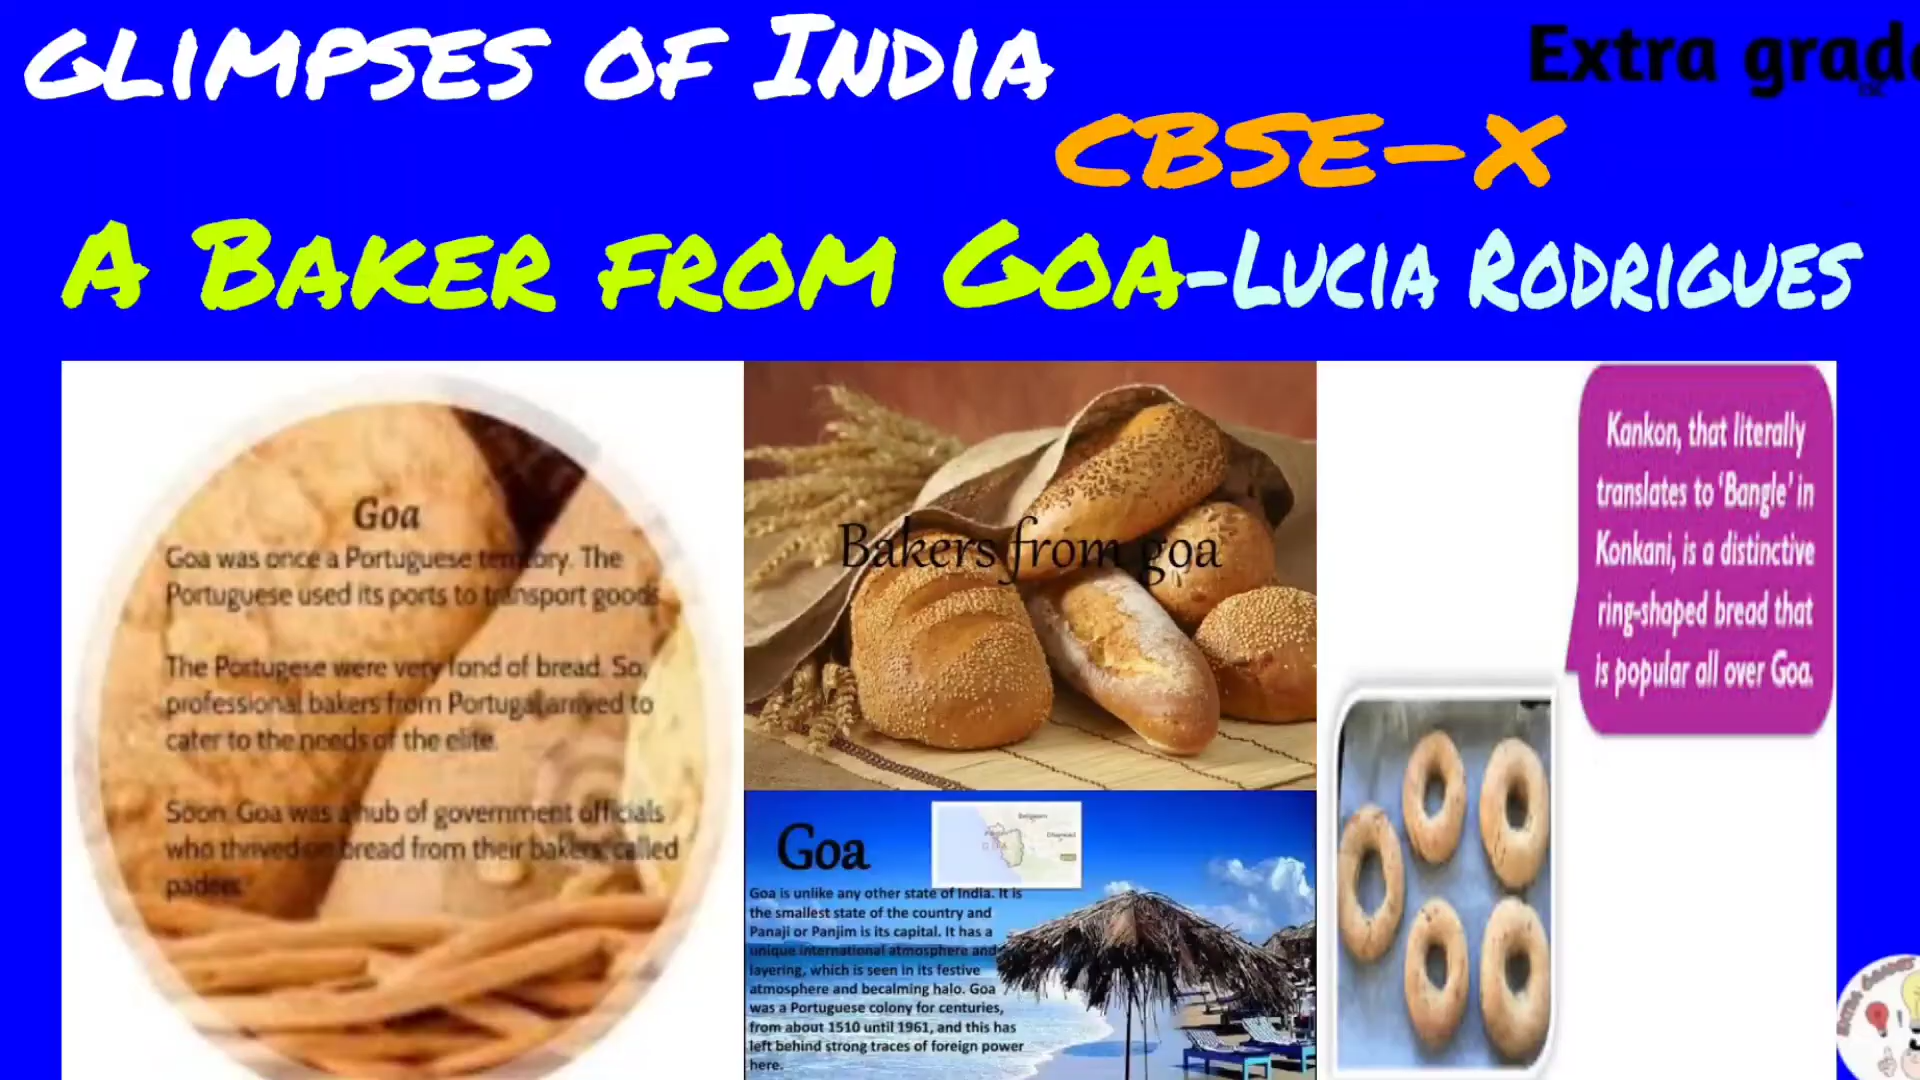 GLIMPSES OF INDIA
Extra grade
CBSE-X
A BAKER FROM GOA-LUCIA RODRIGUES
Goa
Goa was once a Portuguese territory. The
Portuguese used its ports to transport goods.
The Portugese were very fond of bread. So,
professional bakers from Portugal arrived to
cater to the needs of the elite.
Soon Goa was a hub of government officials
who thrived on bread from their bakers, called
paders.
Bakers from goa
Goa
Belgaum
Dharwad
GOA
Goa is unlike any other state of India. It is
the smallest state of the country and
Panaji or Panjim is its capital. It has a
unique international atmosphere and
layering, which is seen in its festive
atmosphere and becalming halo. Goa
was a Portuguese colony for centuries,
from about 1510 until 1961, and this has
left behind strong traces of foreign power
here.
Kankon, that literally
translates to 'Bangle' in
Konkani, is a distinctive
ring-shaped bread that
is popular all over Goa.
EXTRA GRADES